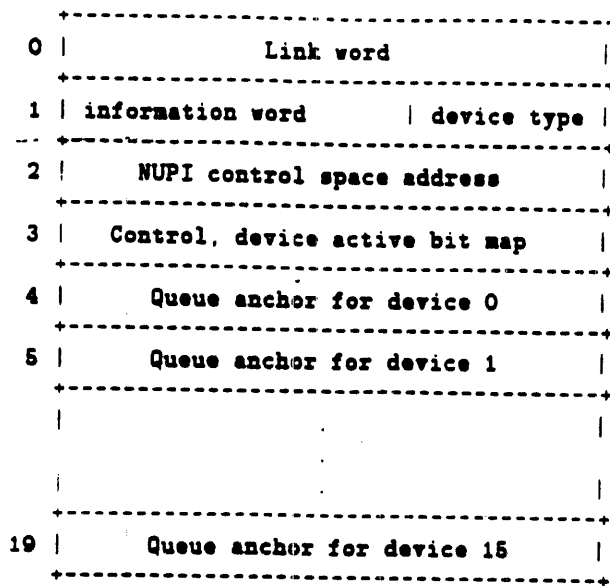 0 | Link word |
1 | information word | device type |
2 | NUPI control space address |
3 | Control, device active bit map |
4 | Queue anchor for device 0 |
5 | Queue anchor for device 1 |
.
.
.
19 | Queue anchor for device 15 |